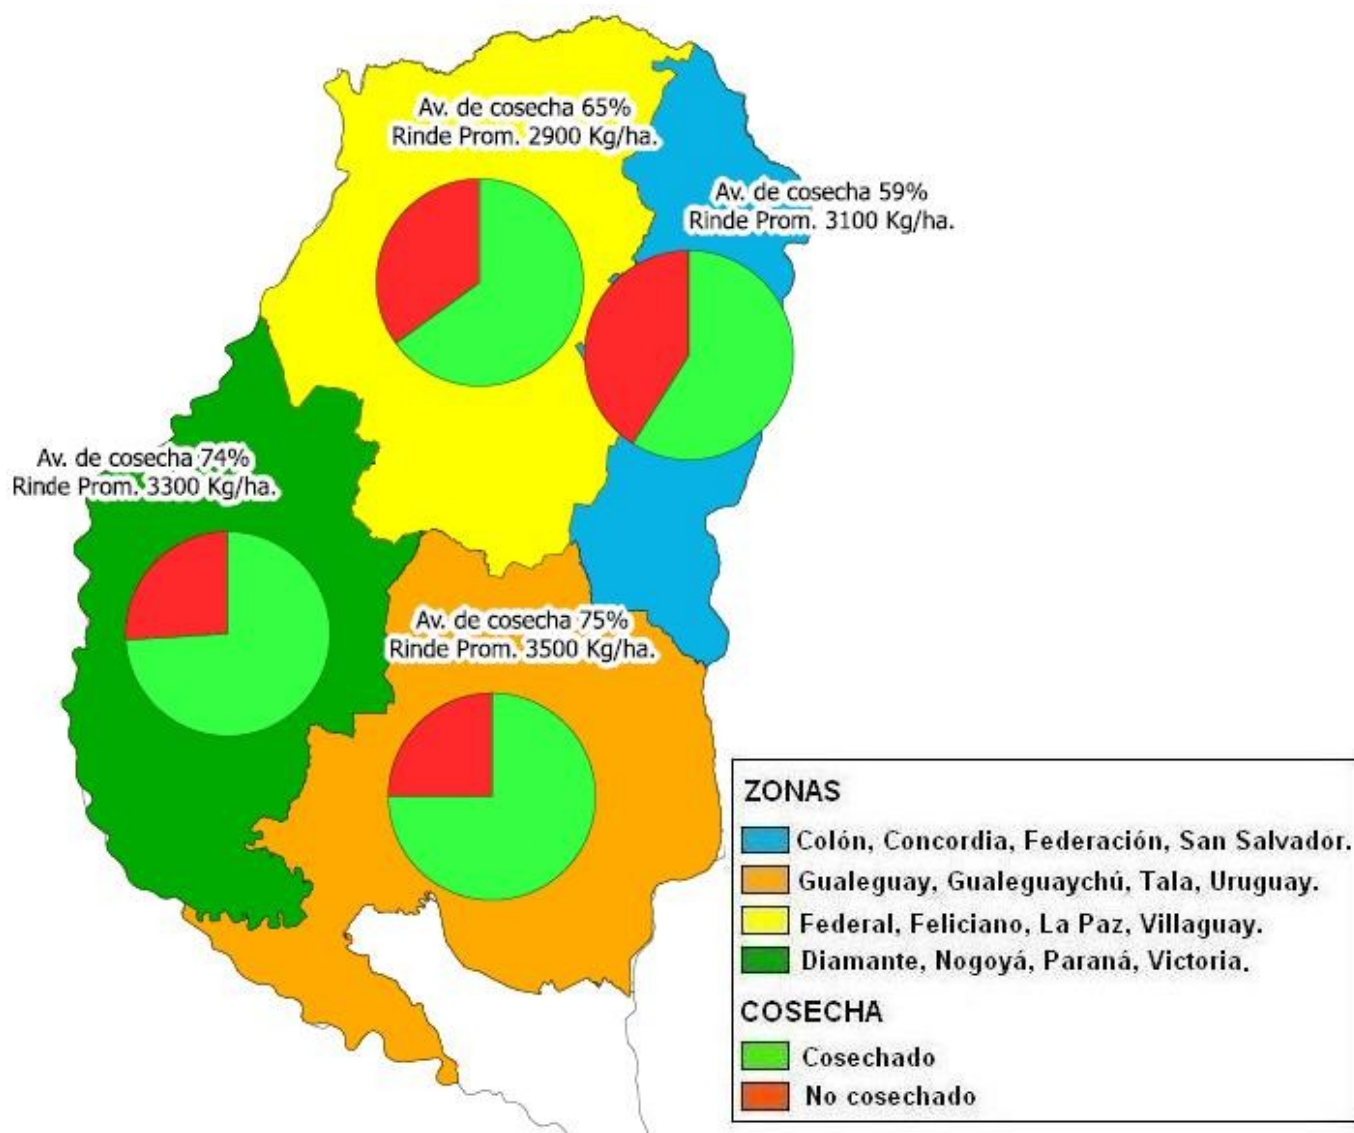 Av. de cosecha 65%
Rinde Prom. 2900 Kg/ha.
Av. de cosecha 59%
Rinde Prom. 3100 Kg/ha.
Av. de cosecha 74%
Rinde Prom. 3300 Kg/ha.
Av. de cosecha 75%
Rinde Prom. 3500 Kg/ha.
ZONAS
Colón, Concordia, Federación, San Salvador.
Gualeguay, Gualeguaychú, Tala, Uruguay.
Federal, Feliciano, La Paz, Villaguay.
Diamante, Nogoyá, Paraná, Victoria.
COSECHA
Cosechado
No cosechado